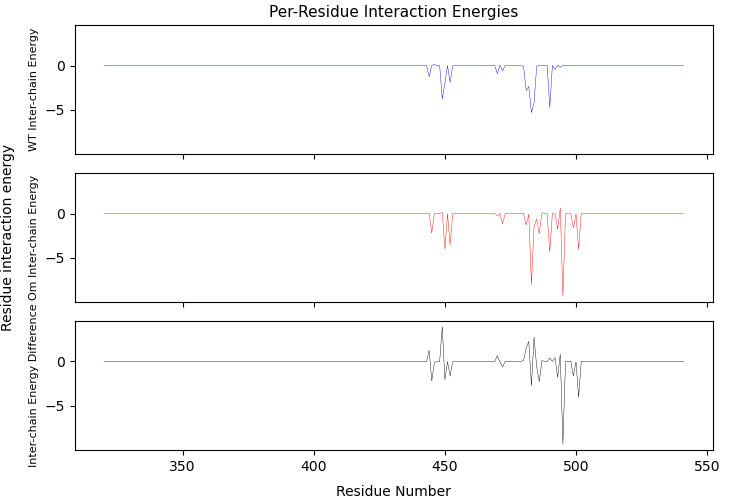 Per-Residue Interaction Energies
WT Inter-chain Energy
0
−5
Residue interaction energy
Om Inter-chain Energy
0
−5
Inter-chain Energy Difference
0
−5
350
400
450
500
550
Residue Number